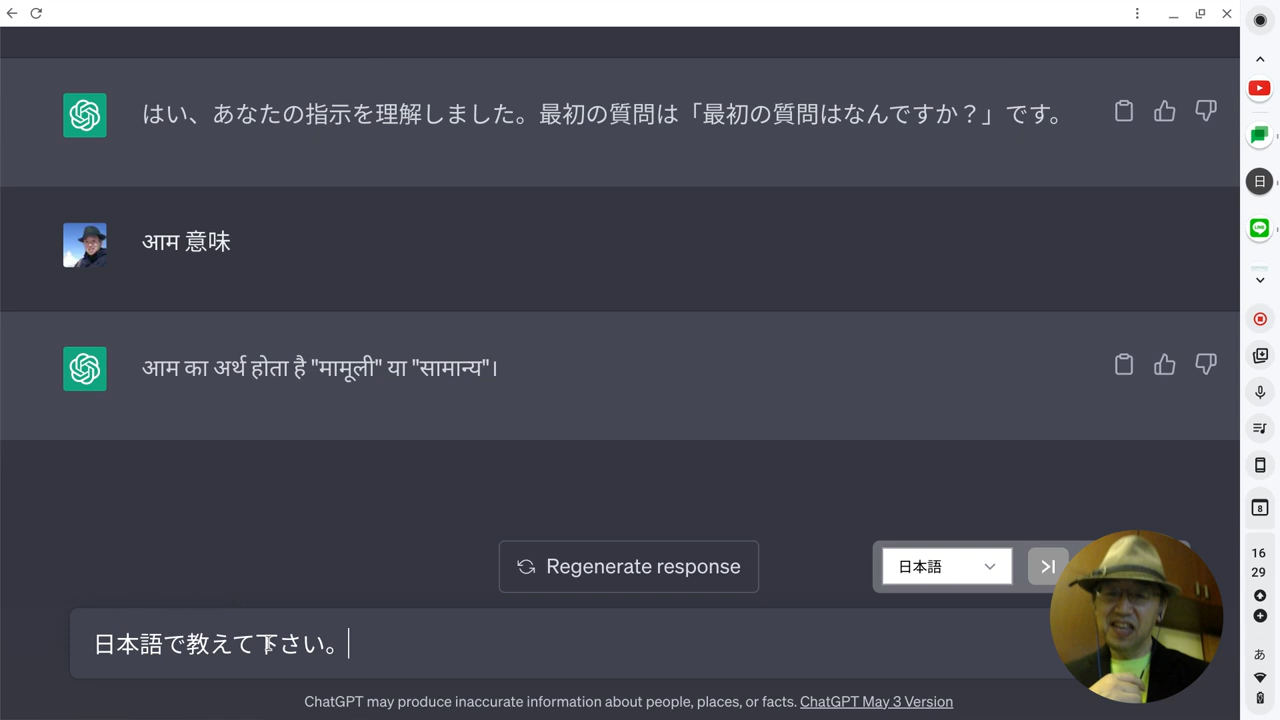 はい、あなたの指示を理解しました。最初の質問は「最初の質問はなんですか？」です。
आम 意味
आम का अर्थ होता है "मामूली" या "सामान्य"।
Regenerate response
日本語
日本語で教えて下さい。
ChatGPT may produce inaccurate information about people, places, or facts. ChatGPT May 3 Version
日
LINE
8
16
29
あ